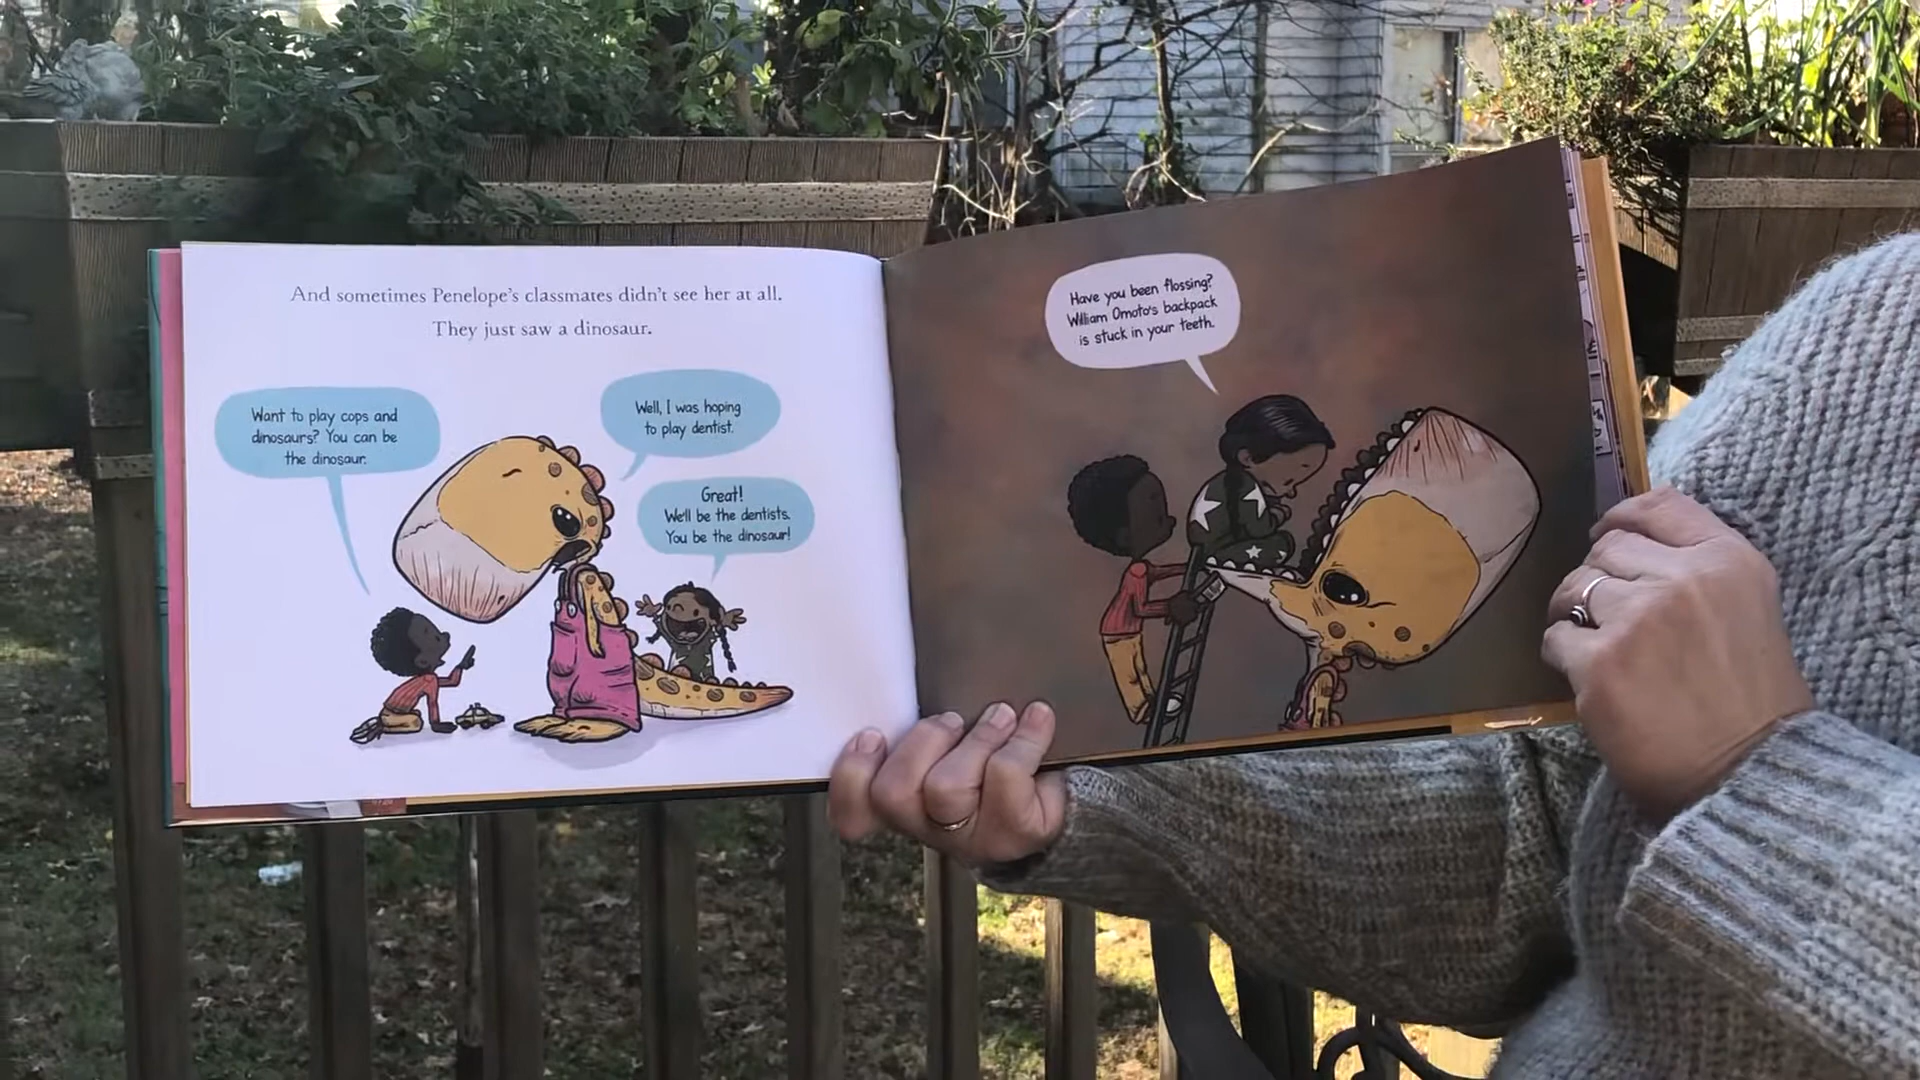 And sometimes Penelope's classmates didn't see her at all.
They just saw a dinosaur.
Want to play cops and
dinosaurs? You can be
the dinosaur.
Well, I was hoping
to play dentist.
Great!
We'll be the dentists.
You be the dinosaur!
Have you been flossing?
William Omoto's backpack
is stuck in your teeth.